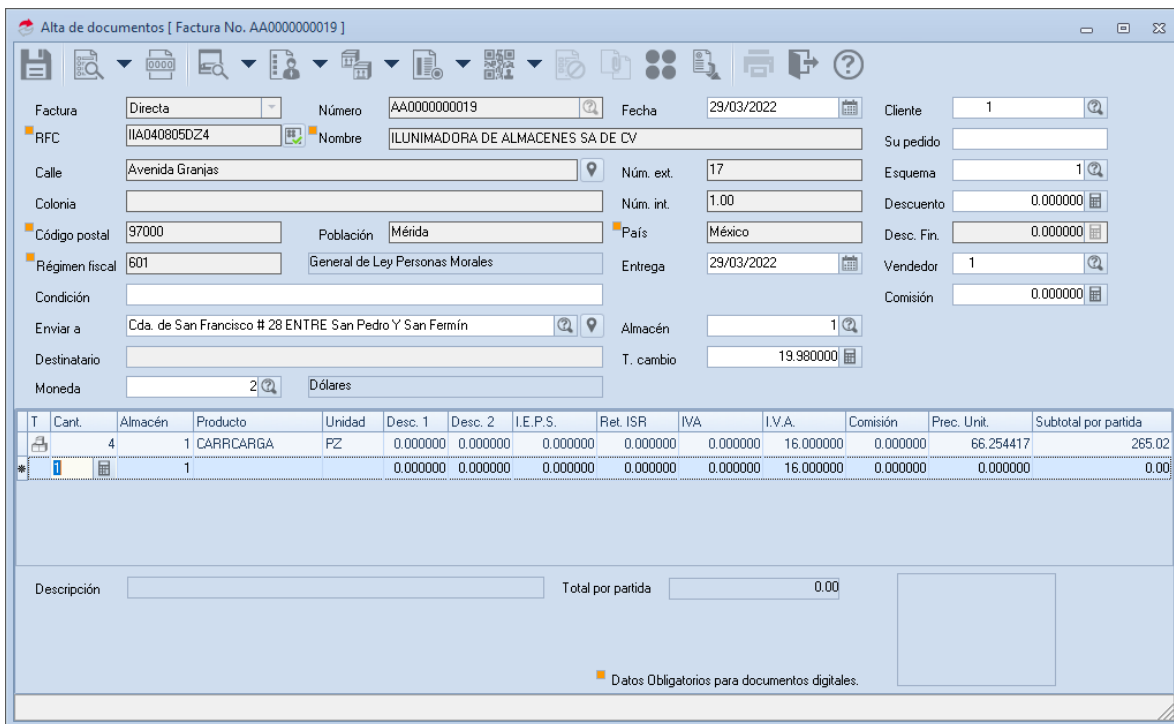 Alta de documentos [ Factura No. AA0000000019 ]
0000
Factura Directa Número AA0000000019 Fecha 29/03/2022 Cliente 1
RFC IIA040805DZ4 Nombre ILUNIMADORA DE ALMACENES SA DE CV Su pedido
Calle Avenida Granjas Núm. ext. 17 Esquema 1
Colonia Núm. int. 1.00 Descuento 0.000000
Código postal 97000 Población Mérida País México Desc. Fin. 0.000000
Régimen fiscal 601 General de Ley Personas Morales Entrega 29/03/2022 Vendedor 1
Condición Comisión 0.000000
Enviar a Cda. de San Francisco # 28 ENTRE San Pedro Y San Fermín Almacén 1
Destinatario T. cambio 19.980000
Moneda 2 Dólares
T Cant. Almacén Producto Unidad Desc. 1 Desc. 2 I.E.P.S. Ret. ISR IVA I.V.A. Comisión Prec. Unit. Subtotal por partida
4 1 CARRCARGA PZ 0.000000 0.000000 0.000000 0.000000 0.000000 16.000000 0.000000 66.254417 265.02
* 1 1 0.000000 0.000000 0.000000 0.000000 0.000000 16.000000 0.000000 0.000000 0.00
Descripción Total por partida 0.00
Datos Obligatorios para documentos digitales.